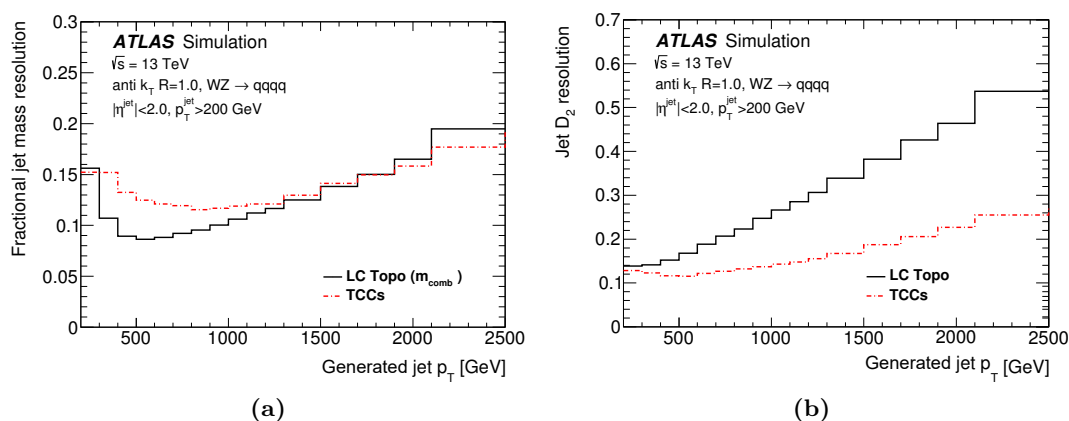 Fractional jet mass resolution
0.3
0.25
0.2
0.15
0.1
0.05
0
ATLAS Simulation
√s = 13 TeV
anti k_T R=1.0, WZ → qqqq
|η^jet|<2.0, p_T^jet>200 GeV
LC Topo (m_comb)
TCCs
500 1000 1500 2000 2500
Generated jet p_T [GeV]
(a)
Jet D_2 resolution
0.7
0.6
0.5
0.4
0.3
0.2
0.1
0
ATLAS Simulation
√s = 13 TeV
anti k_T R=1.0, WZ → qqqq
|η^jet|<2.0, p_T^jet>200 GeV
LC Topo
TCCs
500 1000 1500 2000 2500
Generated jet p_T [GeV]
(b)